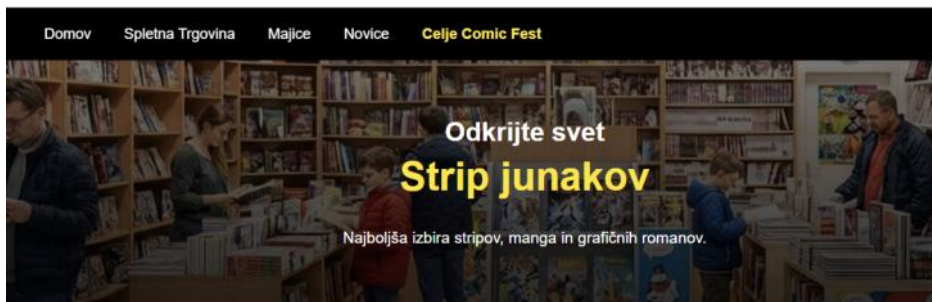 Domov Spletna Trgovina Majice Novice Celje Comic Fest
Odkrijte svet
Strip junakov
Najboljša izbira stripov, manga in grafičnih romanov.